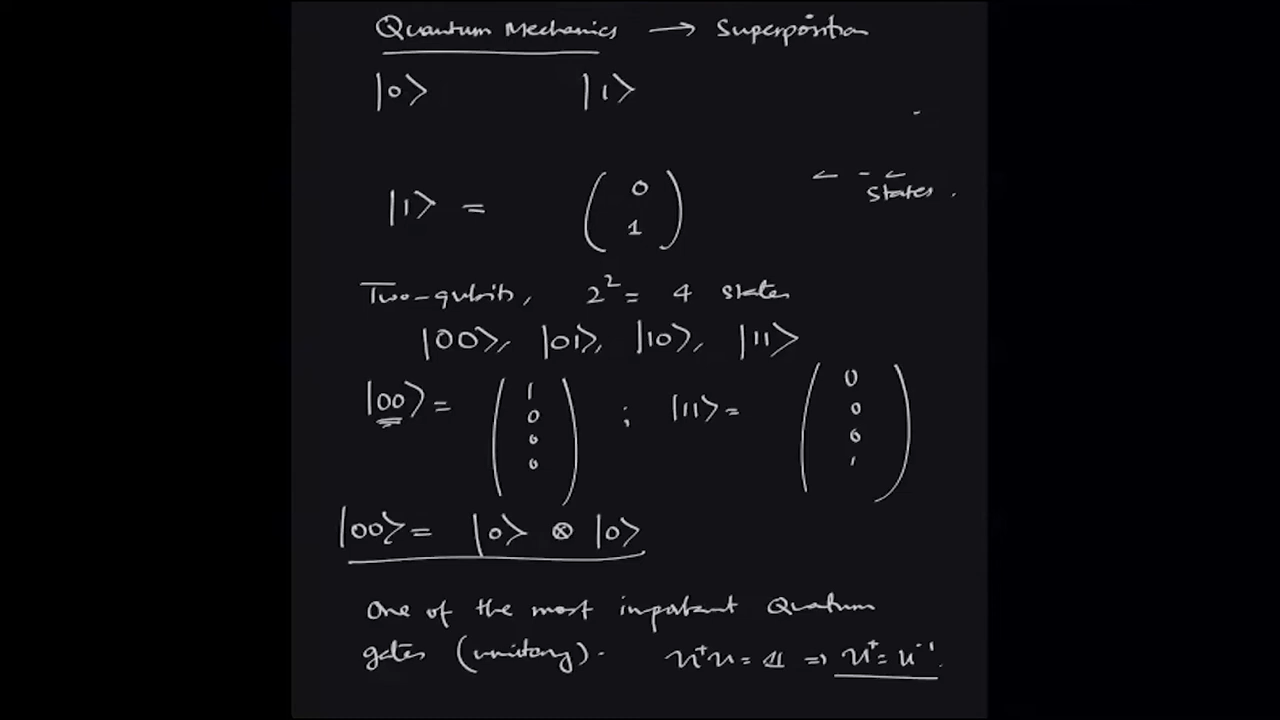 Quantum Mechanics → Superposition
|0⟩ |1⟩
|1⟩ = ( 0 1 )
states .
Two-qubits, 2² = 4 states
|00⟩, |01⟩, |10⟩, |11⟩
|00⟩ = ( 1 0 0 0 ) ; |11⟩ = ( 0 0 0 1 )
|00⟩ = |0⟩ ⊗ |0⟩
One of the most important Quantum
gates (unitary). U⁺U = 𝟙 ⇒ U⁺ = U⁻¹.